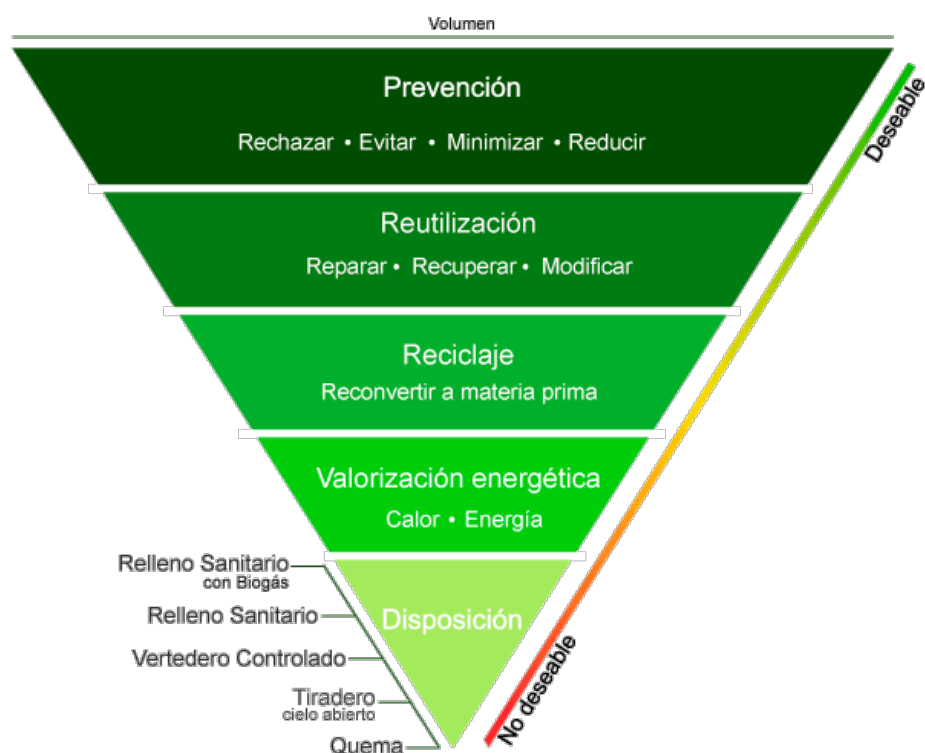 Volumen
Prevención
Rechazar • Evitar • Minimizar • Reducir
Deseable
Reutilización
Reparar • Recuperar • Modificar
Reciclaje
Reconvertir a materia prima
Valorización energética
Calor • Energía
Relleno Sanitario
con Biogás
Relleno Sanitario
Disposición
Vertedero Controlado
Tiradero
cielo abierto
Quema
No deseable